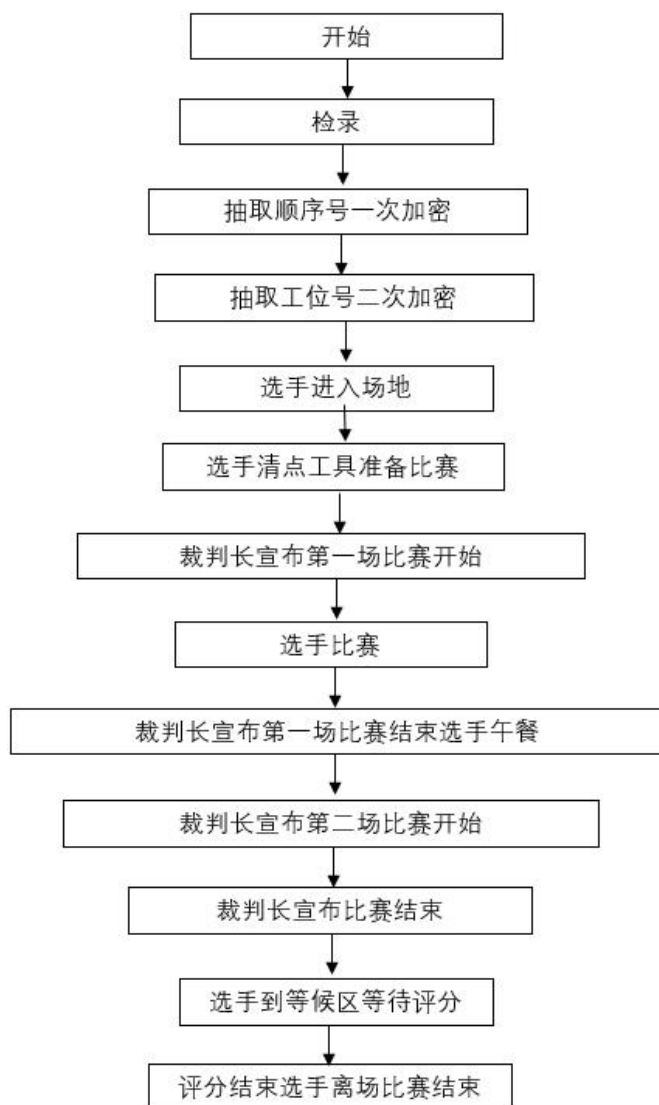 开始
检录
抽取顺序号一次加密
抽取工位号二次加密
选手进入场地
选手清点工具准备比赛
裁判长宣布第一场比赛开始
选手比赛
裁判长宣布第一场比赛结束选手午餐
裁判长宣布第二场比赛开始
裁判长宣布比赛结束
选手到等候区等待评分
评分结束选手离场比赛结束